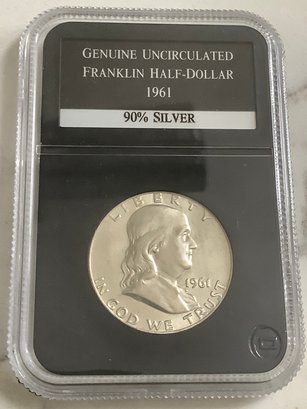 GENUINE UNCIRCULATED
FRANKLIN HALF-DOLLAR
1961
90% SILVER
LIBERTY
1961
IN GOD WE TRUST